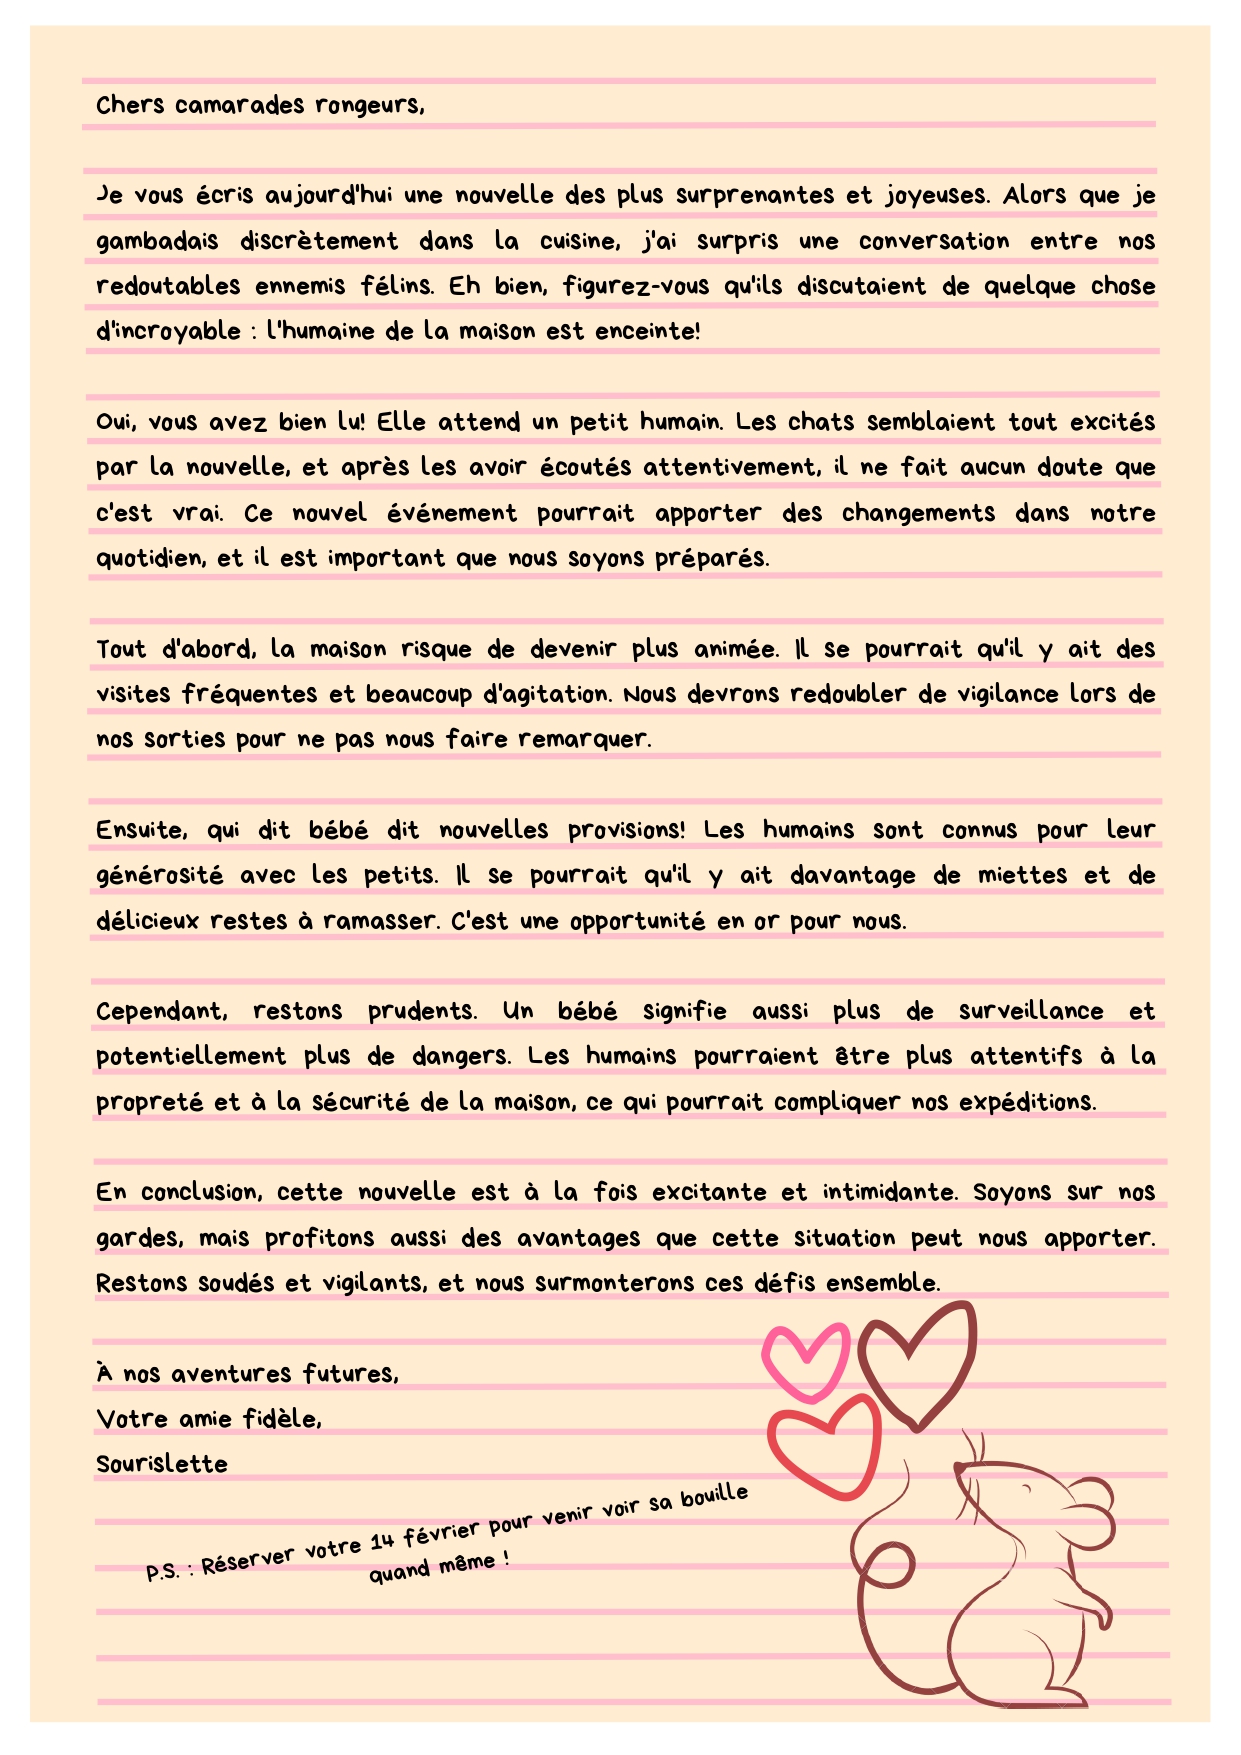 Chers camarades rongeurs,
Je vous écris aujourd'hui une nouvelle des plus surprenantes et joyeuses. Alors que je
gambadais discrètement dans la cuisine, j'ai surpris une conversation entre nos
redoutables ennemis félins. Eh bien, figurez-vous qu'ils discutaient de quelque chose
d'incroyable : l'humaine de la maison est enceinte!
Oui, vous avez bien lu! Elle attend un petit humain. Les chats semblaient tout excités
par la nouvelle, et après les avoir écoutés attentivement, il ne fait aucun doute que
c'est vrai. Ce nouvel événement pourrait apporter des changements dans notre
quotidien, et il est important que nous soyons préparés.
Tout d'abord, la maison risque de devenir plus animée. Il se pourrait qu'il y ait des
visites fréquentes et beaucoup d'agitation. Nous devrons redoubler de vigilance lors de
nos sorties pour ne pas nous faire remarquer.
Ensuite, qui dit bébé dit nouvelles provisions! Les humains sont connus pour leur
générosité avec les petits. Il se pourrait qu'il y ait davantage de miettes et de
délicieux restes à ramasser. C'est une opportunité en or pour nous.
Cependant, restons prudents. Un bébé signifie aussi plus de surveillance et
potentiellement plus de dangers. Les humains pourraient être plus attentifs à la
propreté et à la sécurité de la maison, ce qui pourrait compliquer nos expéditions.
En conclusion, cette nouvelle est à la fois excitante et intimidante. Soyons sur nos
gardes, mais profitons aussi des avantages que cette situation peut nous apporter.
Restons soudés et vigilants, et nous surmonterons ces défis ensemble.
À nos aventures futures,
Votre amie fidèle,
Sourislette
P.S. : Réserver votre 14 février pour venir voir sa bouille
quand même !